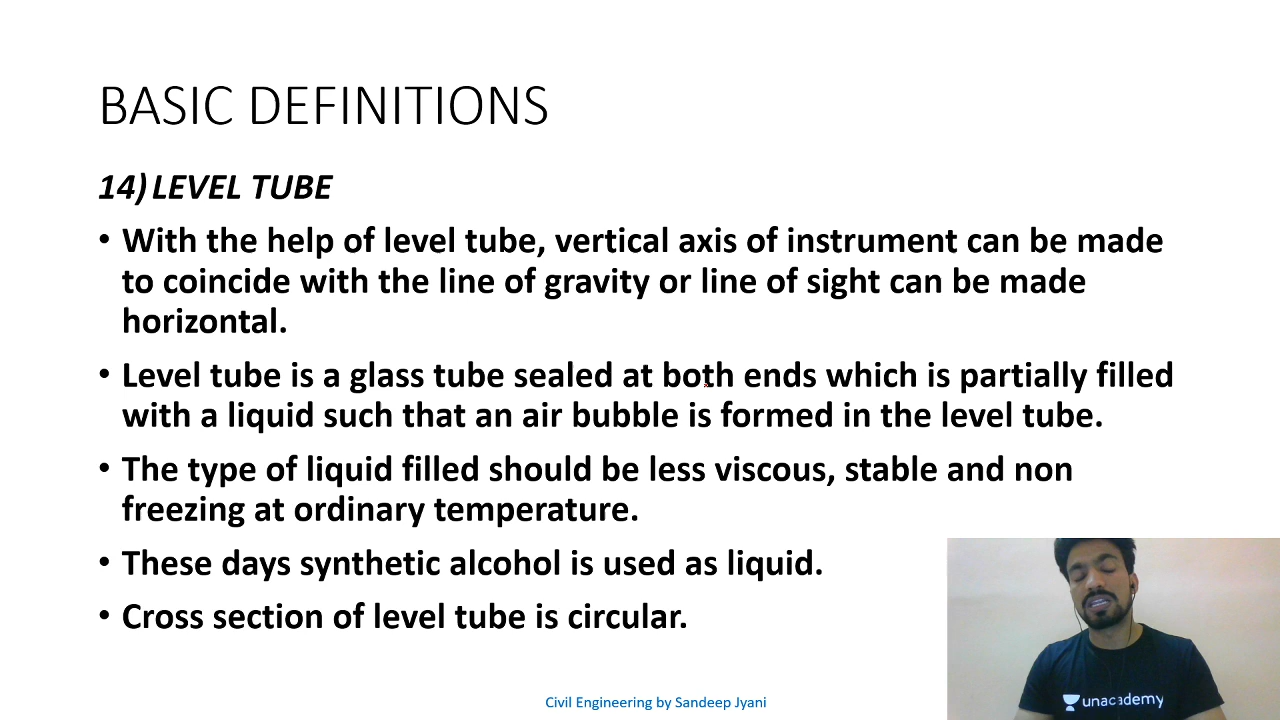 BASIC DEFINITIONS
14) LEVEL TUBE
• With the help of level tube, vertical axis of instrument can be made
to coincide with the line of gravity or line of sight can be made
horizontal.
• Level tube is a glass tube sealed at both ends which is partially filled
with a liquid such that an air bubble is formed in the level tube.
• The type of liquid filled should be less viscous, stable and non
freezing at ordinary temperature.
• These days synthetic alcohol is used as liquid.
• Cross section of level tube is circular.
unacademy
Civil Engineering by Sandeep Jyani